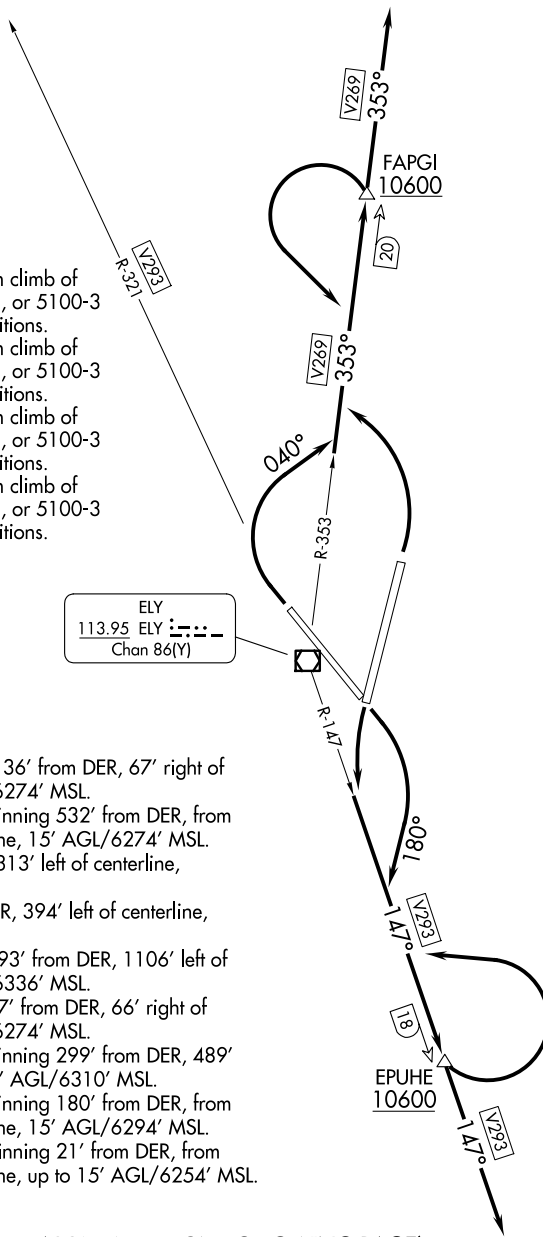 V269
353°
FAPGI
10600
20
V293
R-321
n climb of
, or 5100-3
itions.
n climb of
, or 5100-3
itions.
n climb of
, or 5100-3
itions.
n climb of
, or 5100-3
itions.
V269
353°
040°
R-353
ELY
113.95 ELY
Chan 86(Y)
R-147
136' from DER, 67' right of
6274' MSL.
nning 532' from DER, from
ne, 15' AGL/6274' MSL.
313' left of centerline,
R, 394' left of centerline,
93' from DER, 1106' left of
6336' MSL.
7' from DER, 66' right of
6274' MSL.
nning 299' from DER, 489'
' AGL/6310' MSL.
nning 180' from DER, from
ne, 15' AGL/6294' MSL.
inning 21' from DER, from
ne, up to 15' AGL/6254' MSL.
180°
147°
V293
18
EPUHE
10600
147°
V293